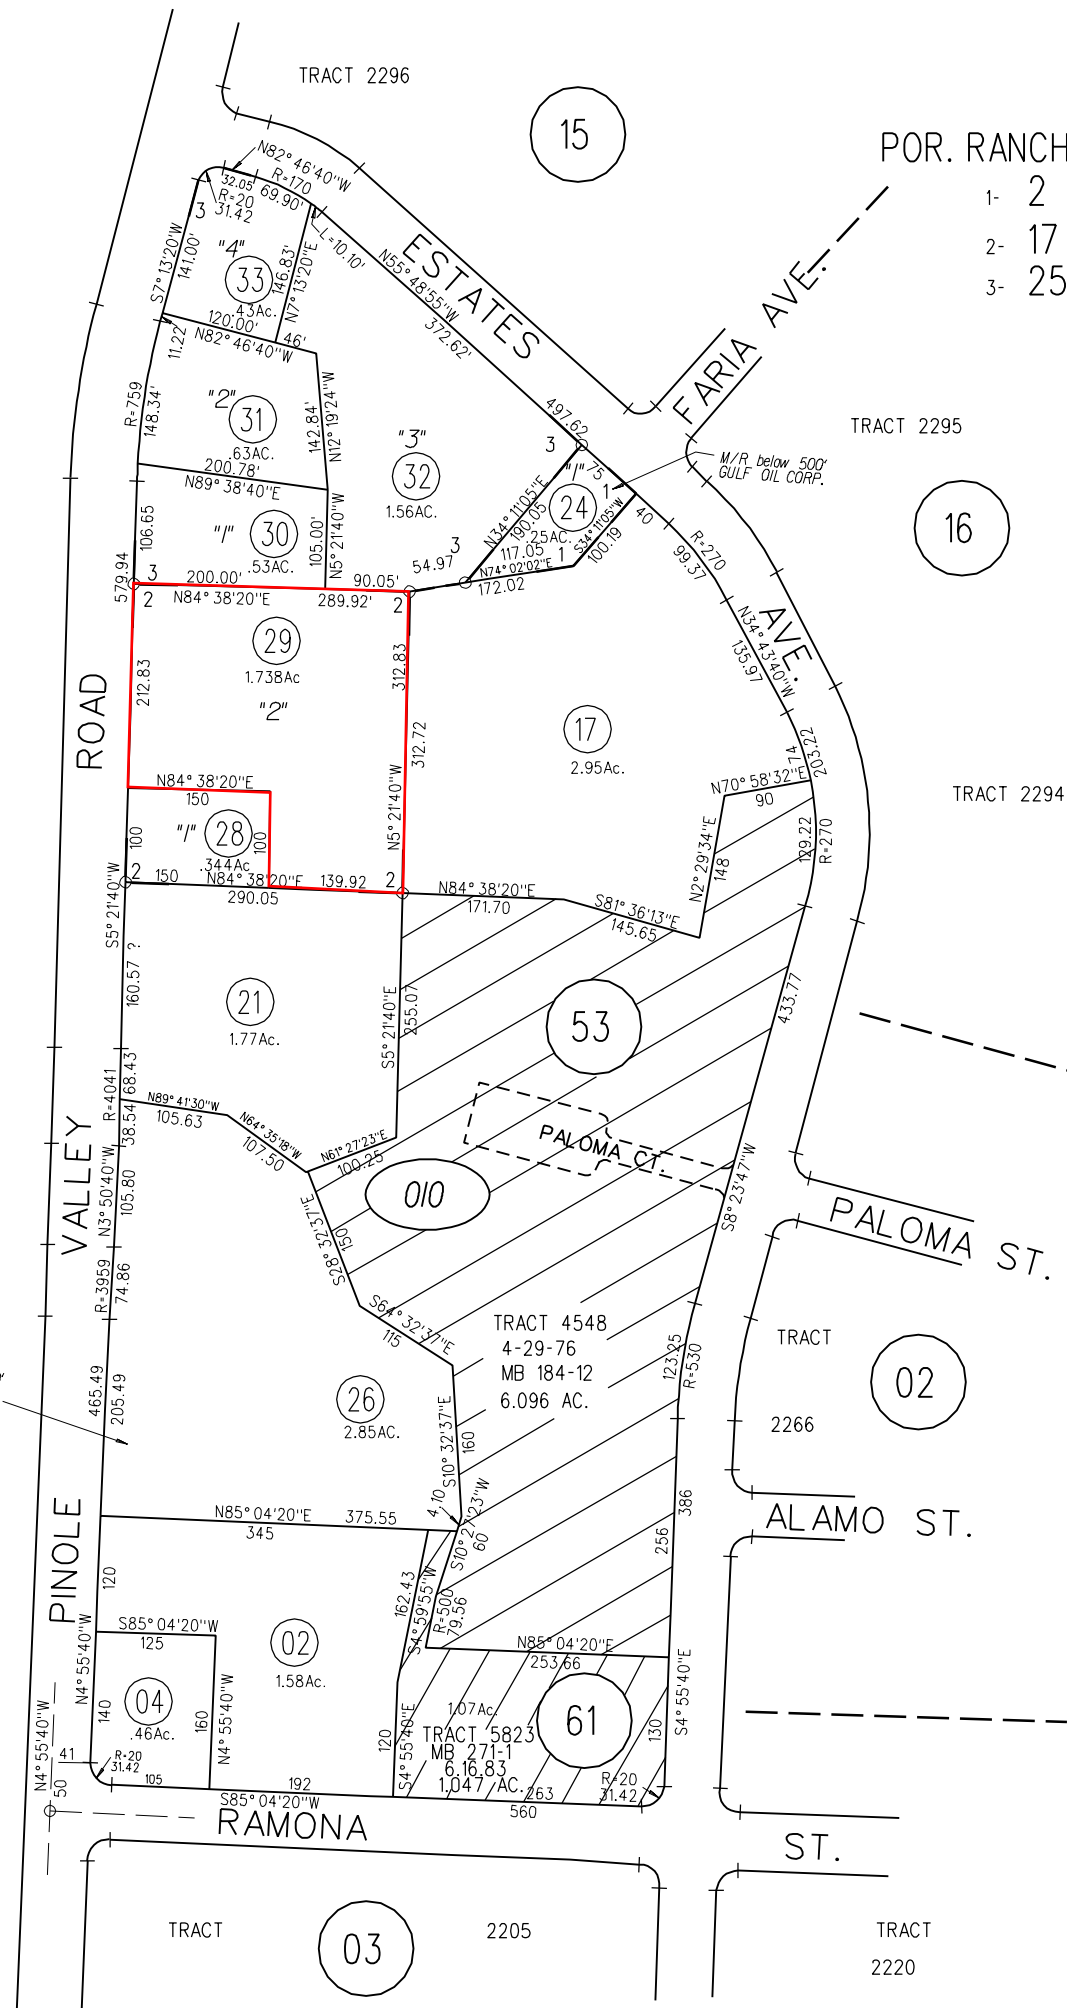 TRACT 2296
15
POR. RANCH
1- 2
2- 17
3- 25
N82°46'40"W
R=170
32.05
69.90'
R=20
31.42
3
L=10.10'
"4"
33
.43Ac.
S7°13'20"W
141.00'
146.83'
N7°13'20"E
120.00'
46'
N82°46'40"W
11.22
ESTATES
N55°48'55"W
372.62'
497.62
FARIA AVE.
TRACT 2295
M/R below 500'
GULF OIL CORP.
16
R=759
148.34'
"2"
31
.63AC.
142.84'
N12°19'24"W
200.78'
N89°38'40"E
"3"
32
1.56AC.
3
"1"
75
1
24
.25AC.
N34°11'05"E
190.05
S34°11'05"W
100.19
117.05
1
N74°02'02"E
172.02
54.97
3
40
R=270
99.37
106.65
"1"
30
.53AC.
105.00'
N5°21'40"W
579.94
3
200.00'
90.05'
2
N84°38'20"E
289.92'
2
29
1.738Ac
"2"
212.83
312.83
312.72
N5°21'40"W
17
2.95Ac.
AVE.
N34°43'40"W
135.97
74
203.22
N70°58'32"E
90
TRACT 2294
ROAD
N84°38'20"E
150
100
"1"
28
.344Ac
100
2
150
N84°38'20"E
139.92
2
290.05
N84°38'20"E
171.70
S81°36'13"E
145.65
N2°29'34"E
148
129.22
R=270
S5°21'40"W
160.57 ?
21
1.77Ac.
S5°21'40"E
255.07
53
433.77
R=4041
68.43'
38.54
N89°41'30"W
105.63
N64°35'18"W
107.50
N61°27'23"E
100.25
PALOMA CT.
010
S8°23'47"W
VALLEY
N3°50'40"W
105.80
R=3959
74.86
S28°32'37"E
150
S64°32'37"E
115
PALOMA ST.
TRACT 4548
4-29-76
MB 184-12
6.096 AC.
123.25
R=530
TRACT
02
2266
465.49
205.49
26
2.85AC.
S10°32'37"E
160
4.10
S10°27'23"W
60
N85°04'20"E
375.55
345
386
256
ALAMO ST.
PINOLE
120
S85°04'20"W
125
02
1.58Ac.
162.43
S4°59'55"W
R=500
79.56
N85°04'20"E
253.66
N4°55'40"W
140
04
.46Ac.
160
N4°55'40"W
120
S4°55'40"E
1.07Ac.
61
TRACT 5823
MB 271-1
6.16.83
1.047 AC.
130
S4°55'40"E
N4°55'40"W
41
50
R=20
31.42
105
192
263
R=20
31.42
S85°04'20"W
560
RAMONA ST.
TRACT 2205
03
TRACT
2220